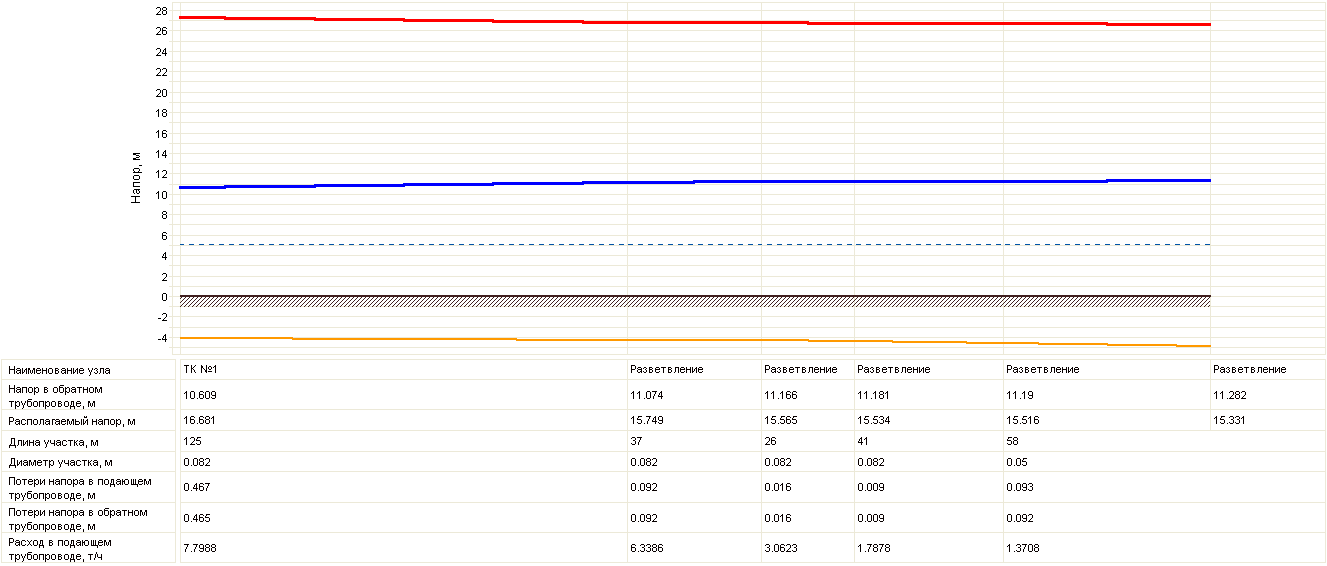 28
26
24
22
20
18
16
14
12
10
8
6
4
2
0
-2
-4
Напор, м
Наименование узла ТК №1 Разветвление Разветвление Разветвление Разветвление Разветвление
Напор в обратном
трубопроводе, м 10.609 11.074 11.166 11.181 11.19 11.282
Располагаемый напор, м 16.681 15.749 15.565 15.534 15.516 15.331
Длина участка, м 125 37 26 41 58
Диаметр участка, м 0.082 0.082 0.082 0.082 0.05
Потери напора в подающем
трубопроводе, м 0.467 0.092 0.016 0.009 0.093
Потери напора в обратном
трубопроводе, м 0.465 0.092 0.016 0.009 0.092
Расход в подающем
трубопроводе, т/ч 7.7988 6.3386 3.0623 1.7878 1.3708